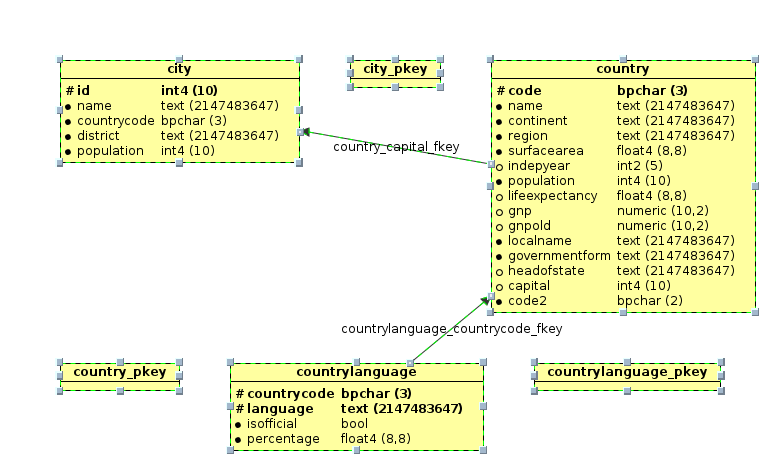 city
# id int4 (10)
● name text (2147483647)
● countrycode bpchar (3)
● district text (2147483647)
● population int4 (10)
city_pkey
country
# code bpchar (3)
● name text (2147483647)
● continent text (2147483647)
● region text (2147483647)
● surfacearea float4 (8,8)
○ indepyear int2 (5)
● population int4 (10)
○ lifeexpectancy float4 (8,8)
○ gnp numeric (10,2)
○ gnpold numeric (10,2)
● localname text (2147483647)
● governmentform text (2147483647)
○ headofstate text (2147483647)
○ capital int4 (10)
● code2 bpchar (2)
country_capital_fkey
countrylanguage_countrycode_fkey
country_pkey
countrylanguage
# countrycode bpchar (3)
# language text (2147483647)
● isofficial bool
● percentage float4 (8,8)
countrylanguage_pkey